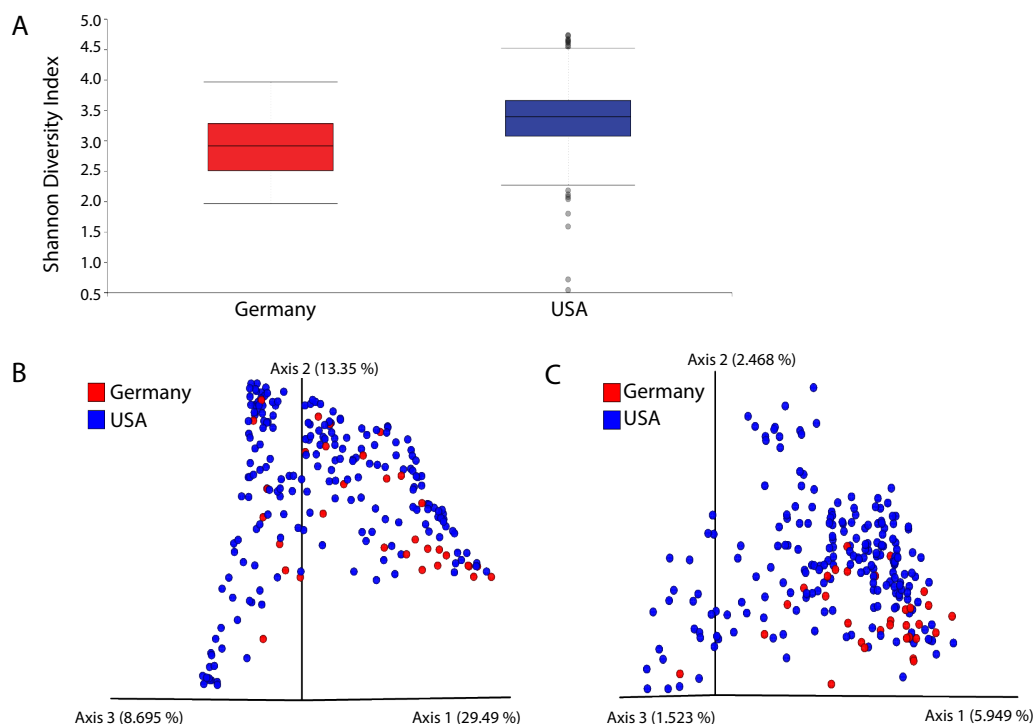 A
Shannon Diversity Index
5.0
4.5
4.0
3.5
3.0
2.5
2.0
1.5
1.0
0.5
Germany
USA
B
Germany
USA
Axis 2 (13.35 %)
Axis 3 (8.695 %)
Axis 1 (29.49 %)
C
Germany
USA
Axis 2 (2.468 %)
Axis 3 (1.523 %)
Axis 1 (5.949 %)